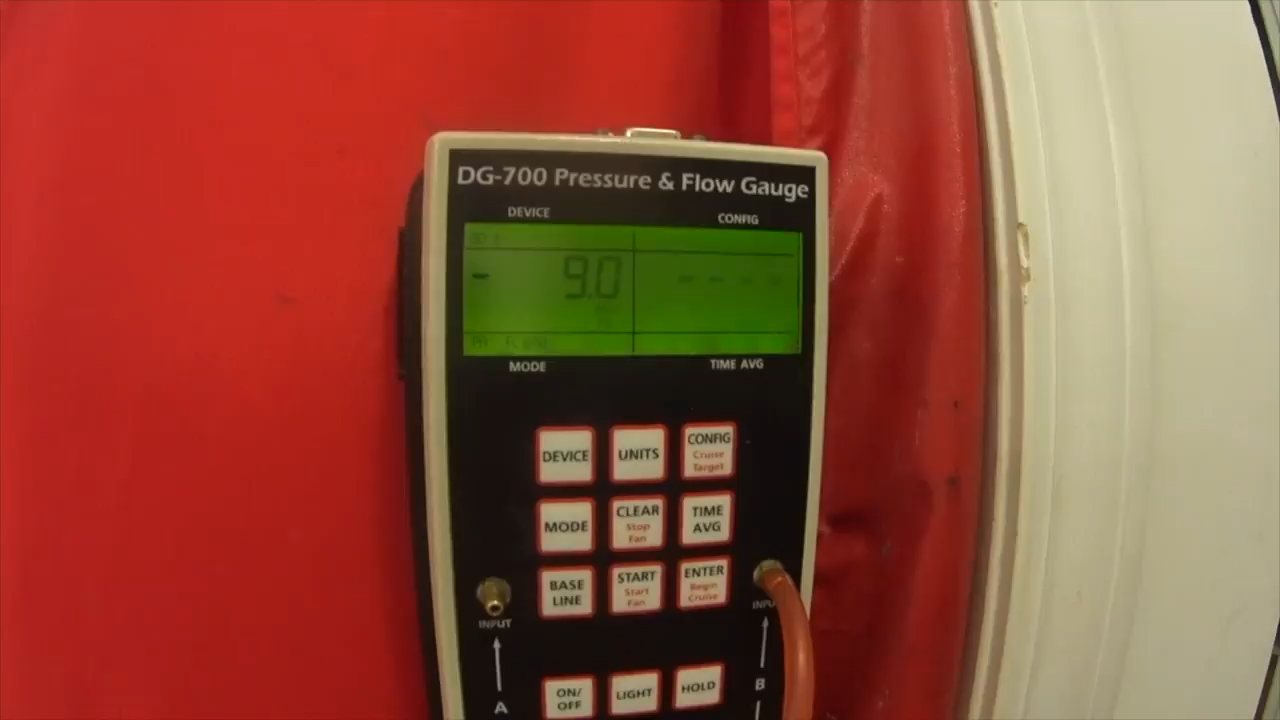 DG-700 Pressure & Flow Gauge
DEVICE CONFIG
- 9.0 - - - -
MODE TIME AVG
DEVICE
UNITS
CONFIG
Cruise
Target
MODE
CLEAR
Stop
Fan
TIME
AVG
BASE
LINE
START
Start
Fan
ENTER
Begin
Cruise
INPUT
A
B
ON/
OFF
LIGHT
HOLD